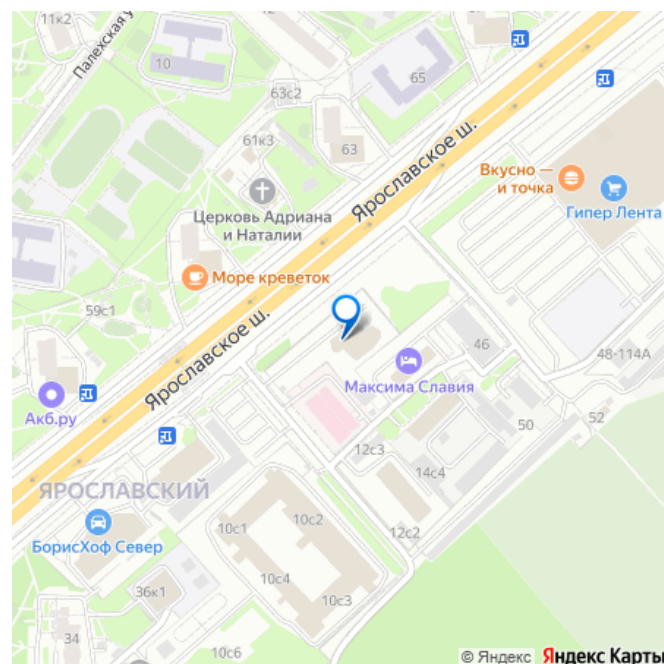 11к2
Палехская у
10
63с2
65
61к3
63
Ярославское ш.
Вкусно —
и точка
Гипер Лента
Церковь Адриана
и Наталии
Море креветок
59с1
Ярославское ш.
46
48-114А
Максима Славия
Акб.ру
52
50
12с3
14с4
ЯРОСЛАВСКИЙ
БорисХоф Север
10с1
10с2
12с2
10с4
10с3
36к1
34
10с6
© Яндекс Яндекс Карты